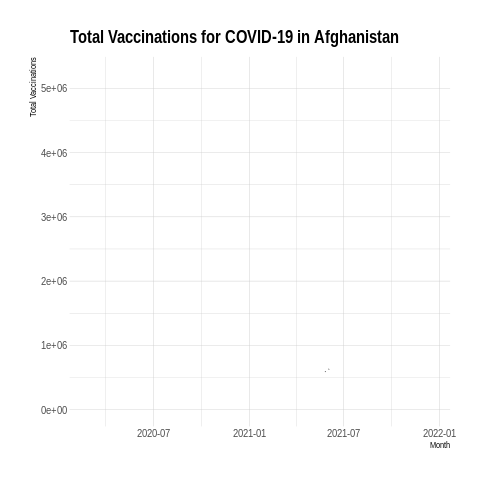 Total Vaccinations for COVID-19 in Afghanistan
Total Vaccinations
5e+06
4e+06
3e+06
2e+06
1e+06
0e+00
2020-07
2021-01
2021-07
2022-01
Month